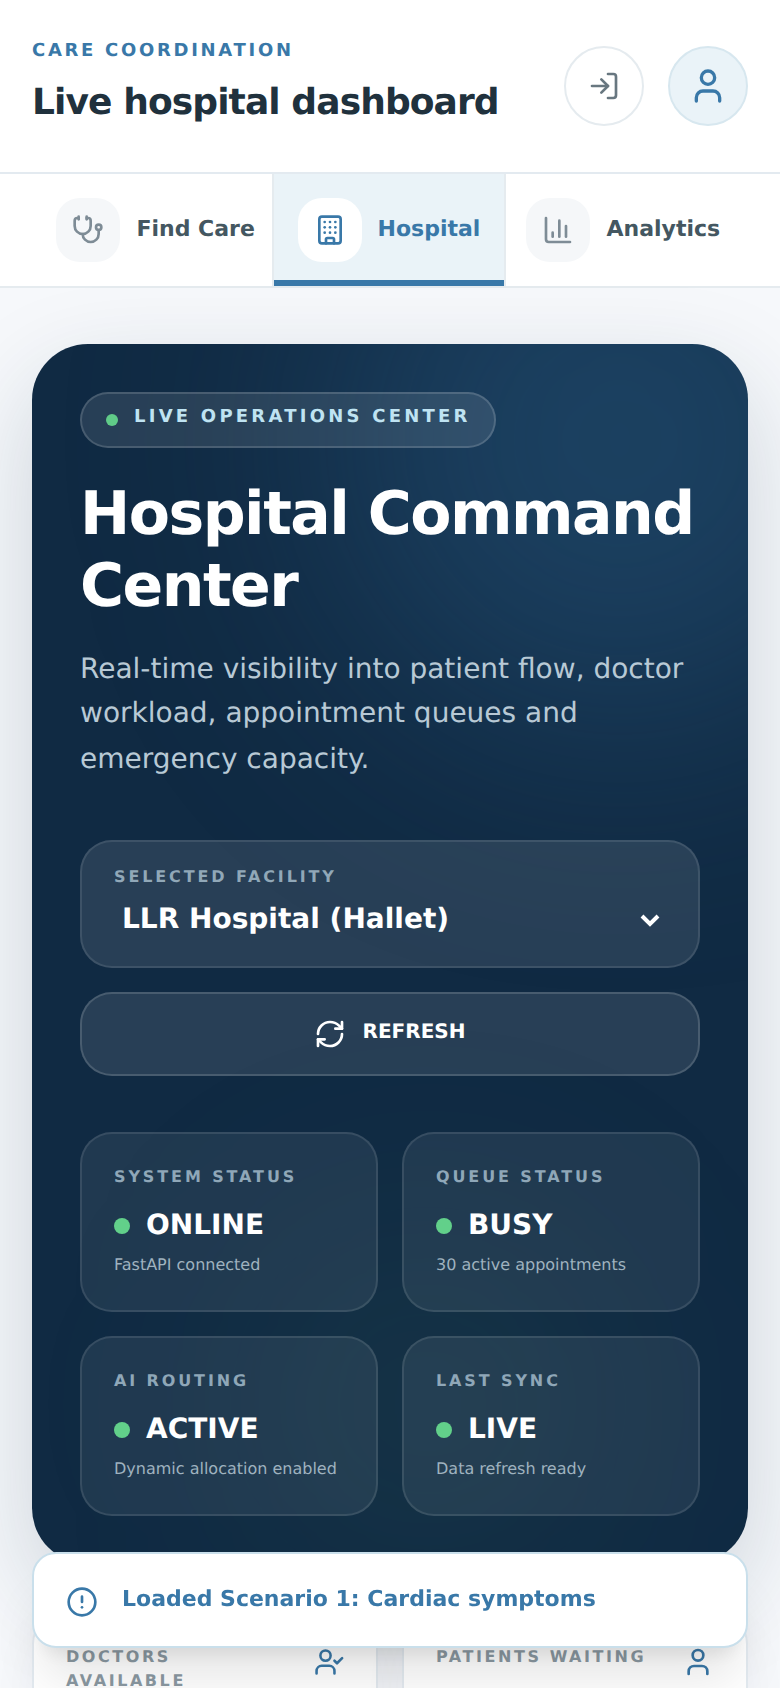 CARE COORDINATION
Live hospital dashboard
Find Care
Hospital
Analytics
LIVE OPERATIONS CENTER
Hospital Command
Center
Real-time visibility into patient flow, doctor
workload, appointment queues and
emergency capacity.
SELECTED FACILITY
LLR Hospital (Hallet)
REFRESH
SYSTEM STATUS
ONLINE
FastAPI connected
QUEUE STATUS
BUSY
30 active appointments
AI ROUTING
ACTIVE
Dynamic allocation enabled
LAST SYNC
LIVE
Data refresh ready
Loaded Scenario 1: Cardiac symptoms
DOCTORS
AVAILABLE
PATIENTS WAITING